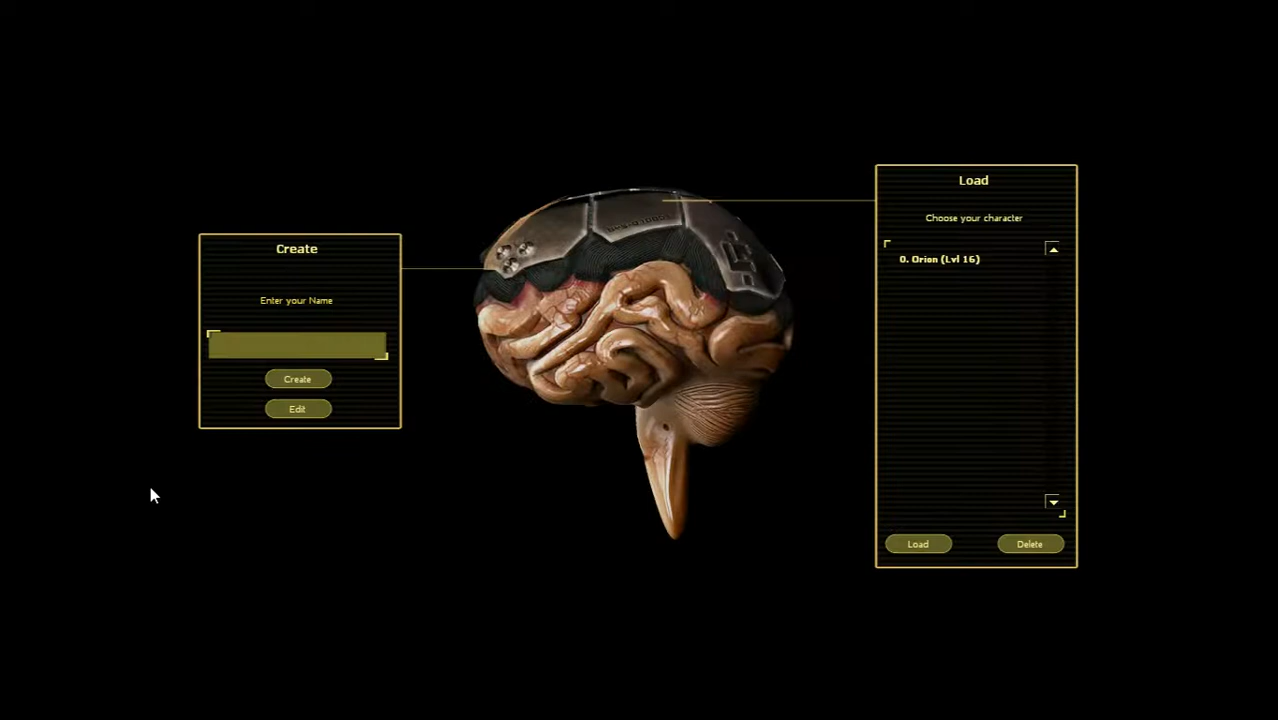 Create
Enter your Name
Create
Edit
Load
Choose your character
0. Orion (Lvl 16)
Load
Delete